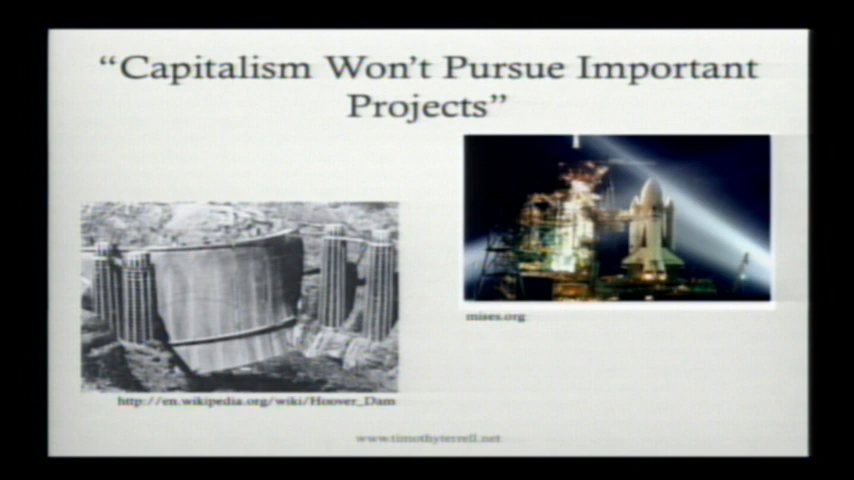 “Capitalism Won’t Pursue Important
Projects”
mises.org
http://en.wikipedia.org/wiki/Hoover_Dam
www.timothyterrell.net